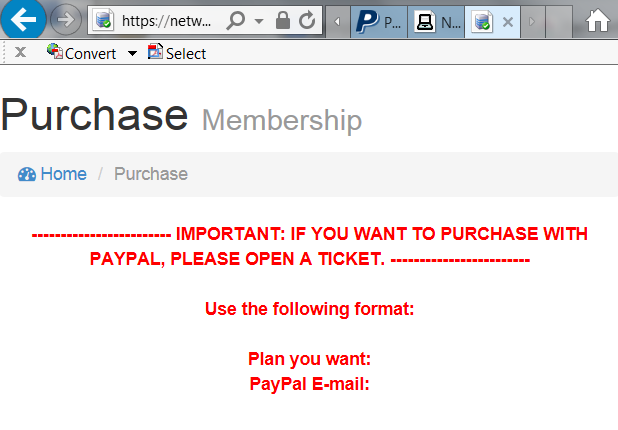 https://netw...
P...
N...
x Convert Select
Purchase Membership
Home / Purchase
------------------------ IMPORTANT: IF YOU WANT TO PURCHASE WITH
PAYPAL, PLEASE OPEN A TICKET. ------------------------
Use the following format:
Plan you want:
PayPal E-mail: